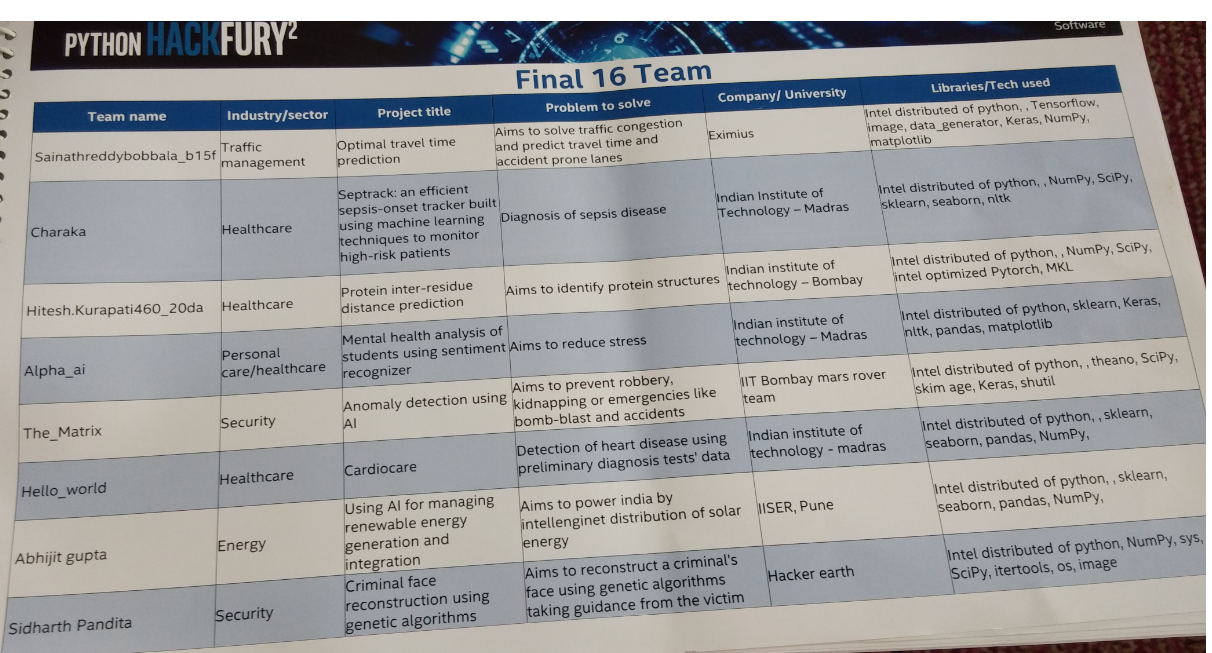 PYTHON HACKFURY²
Software
Final 16 Team
Team name
Industry/sector
Project title
Problem to solve
Company/ University
Libraries/Tech used
Sainathreddybobbala_b15f
Traffic
management
Optimal travel time
prediction
Aims to solve traffic congestion
and predict travel time and
accident prone lanes
Eximius
Intel distributed of python, , Tensorflow,
image, data_generator, Keras, NumPy,
matplotlib
Charaka
Healthcare
Septrack: an efficient
sepsis-onset tracker built
using machine learning
techniques to monitor
high-risk patients
Diagnosis of sepsis disease
Indian Institute of
Technology – Madras
Intel distributed of python, , NumPy, SciPy,
sklearn, seaborn, nltk
Hitesh.Kurapati460_20da
Healthcare
Protein inter-residue
distance prediction
Aims to identify protein structures
Indian institute of
technology – Bombay
Intel distributed of python, , NumPy, SciPy,
intel optimized Pytorch, MKL
Alpha_ai
Personal
care/healthcare
Mental health analysis of
students using sentiment
recognizer
Aims to reduce stress
Indian institute of
technology – Madras
Intel distributed of python, sklearn, Keras,
nltk, pandas, matplotlib
The_Matrix
Security
Anomaly detection using
AI
Aims to prevent robbery,
kidnapping or emergencies like
bomb-blast and accidents
IIT Bombay mars rover
team
Intel distributed of python, , theano, SciPy,
skim age, Keras, shutil
Hello_world
Healthcare
Cardiocare
Detection of heart disease using
preliminary diagnosis tests' data
Indian institute of
technology - madras
Intel distributed of python, , sklearn,
seaborn, pandas, NumPy,
Abhijit gupta
Energy
Using AI for managing
renewable energy
generation and
integration
Aims to power india by
intellenginet distribution of solar
energy
IISER, Pune
Intel distributed of python, , sklearn,
seaborn, pandas, NumPy,
Sidharth Pandita
Security
Criminal face
reconstruction using
genetic algorithms
Aims to reconstruct a criminal's
face using genetic algorithms
taking guidance from the victim
Hacker earth
Intel distributed of python, NumPy, sys,
SciPy, itertools, os, image